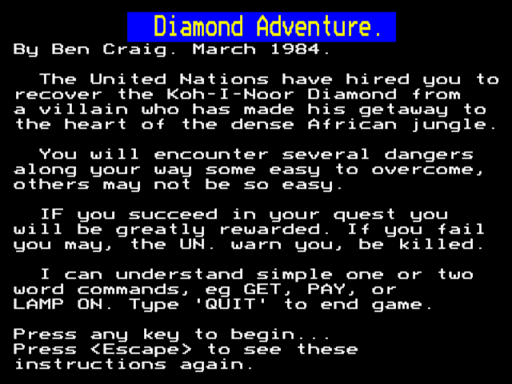 Diamond Adventure.
By Ben Craig. March 1984.
The United Nations have hired you to
recover the Koh-I-Noor Diamond from
a villain who has made his getaway to
the heart of the dense African jungle.
You will encounter several dangers
along your way some easy to overcome,
others may not be so easy.
IF you succeed in your quest you
will be greatly rewarded. If you fail
you may, the UN. warn you, be killed.
I can understand simple one or two
word commands, eg GET, PAY, or
LAMP ON. Type 'QUIT' to end game.
Press any key to begin...
Press <Escape> to see these
instructions again.